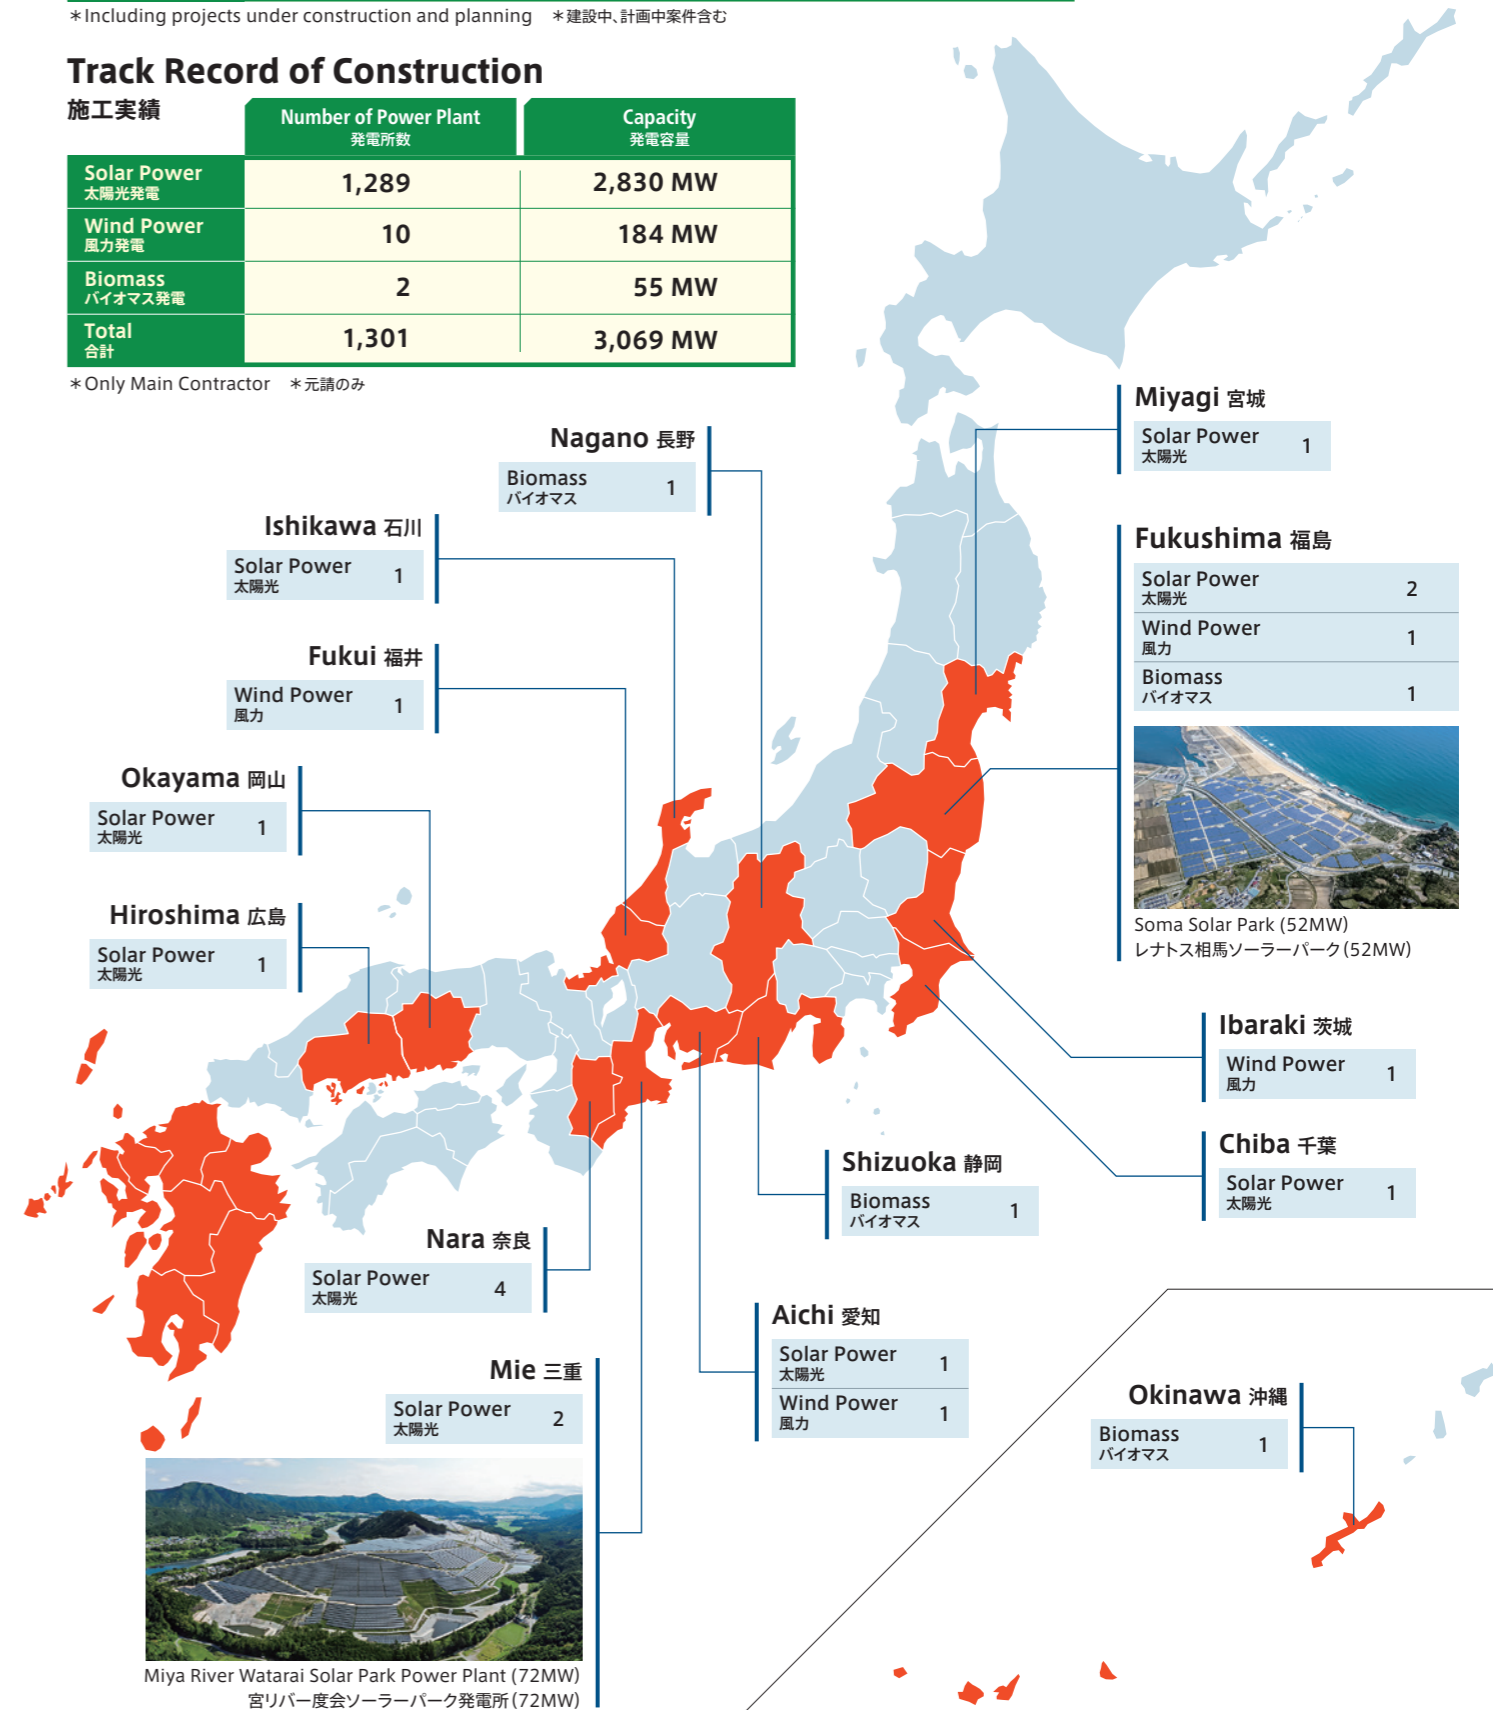 ＊Including projects under construction and planning　＊建設中、計画中案件含む
Track Record of Construction
施工実績
Number of Power Plant
発電所数
Capacity
発電容量
Solar Power
太陽光発電
1,289
2,830 MW
Wind Power
風力発電
10
184 MW
Biomass
バイオマス発電
2
55 MW
Total
合計
1,301
3,069 MW
＊Only Main Contractor　＊元請のみ
Miyagi 宮城
Solar Power
太陽光
1
Nagano 長野
Biomass
バイオマス
1
Ishikawa 石川
Solar Power
太陽光
1
Fukushima 福島
Solar Power
太陽光
2
Wind Power
風力
1
Biomass
バイオマス
1
Soma Solar Park (52MW)
レナトス相馬ソーラーパーク(52MW)
Fukui 福井
Wind Power
風力
1
Okayama 岡山
Solar Power
太陽光
1
Hiroshima 広島
Solar Power
太陽光
1
Ibaraki 茨城
Wind Power
風力
1
Chiba 千葉
Solar Power
太陽光
1
Shizuoka 静岡
Biomass
バイオマス
1
Nara 奈良
Solar Power
太陽光
4
Aichi 愛知
Solar Power
太陽光
1
Wind Power
風力
1
Mie 三重
Solar Power
太陽光
2
Miya River Watarai Solar Park Power Plant (72MW)
宮リバー度会ソーラーパーク発電所(72MW)
Okinawa 沖縄
Biomass
バイオマス
1